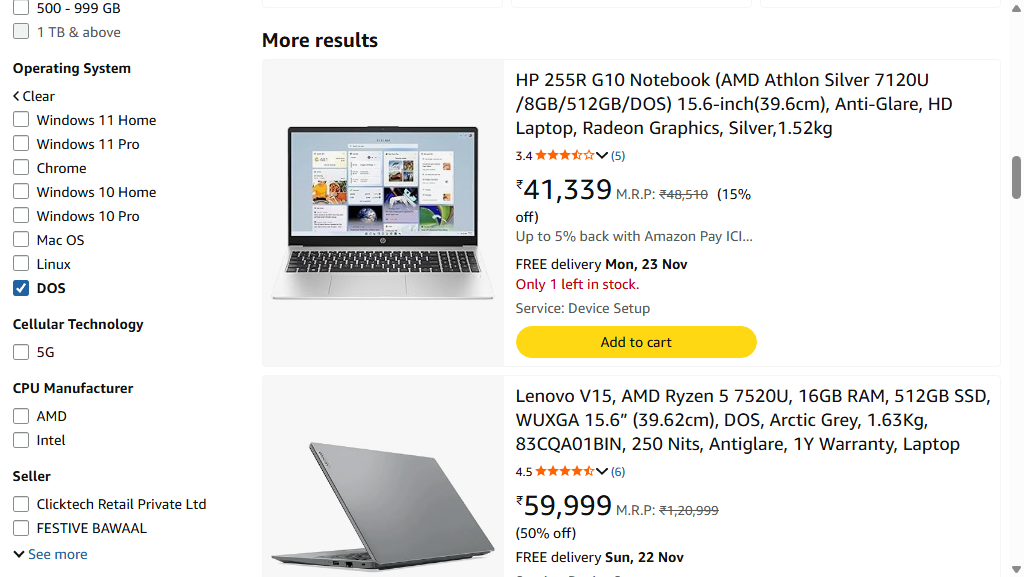 500 - 999 GB
1 TB & above
Operating System
Clear
Windows 11 Home
Windows 11 Pro
Chrome
Windows 10 Home
Windows 10 Pro
Mac OS
Linux
DOS
Cellular Technology
5G
CPU Manufacturer
AMD
Intel
Seller
Clicktech Retail Private Ltd
FESTIVE BAWAAL
See more
More results
HP 255R G10 Notebook (AMD Athlon Silver 7120U
/8GB/512GB/DOS) 15.6-inch(39.6cm), Anti-Glare, HD
Laptop, Radeon Graphics, Silver,1.52kg
3.4 (5)
₹41,339 M.R.P: ₹48,510 (15%
off)
Up to 5% back with Amazon Pay ICI...
FREE delivery Mon, 23 Nov
Only 1 left in stock.
Service: Device Setup
Add to cart
Lenovo V15, AMD Ryzen 5 7520U, 16GB RAM, 512GB SSD,
WUXGA 15.6” (39.62cm), DOS, Arctic Grey, 1.63Kg,
83CQA01BIN, 250 Nits, Antiglare, 1Y Warranty, Laptop
4.5 (6)
₹59,999 M.R.P: ₹1,20,999
(50% off)
FREE delivery Sun, 22 Nov